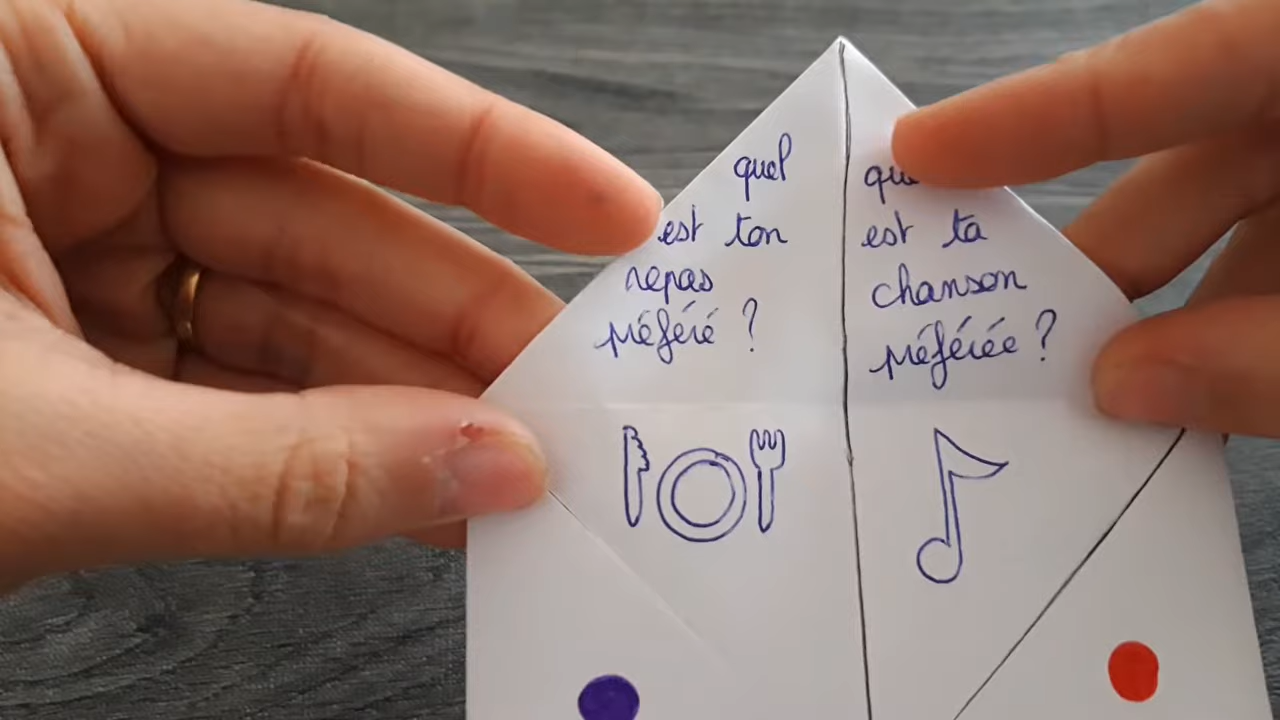 quel
est ton
repas
préféré ?
est ta
chanson
préférée ?